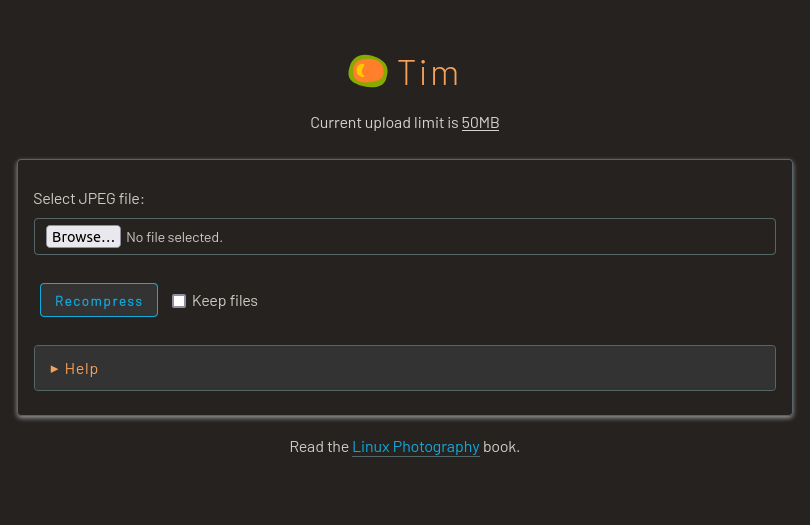 Tim
Current upload limit is 50MB
Select JPEG file:
Browse... No file selected.
Recompress Keep files
▸ Help
Read the Linux Photography book.